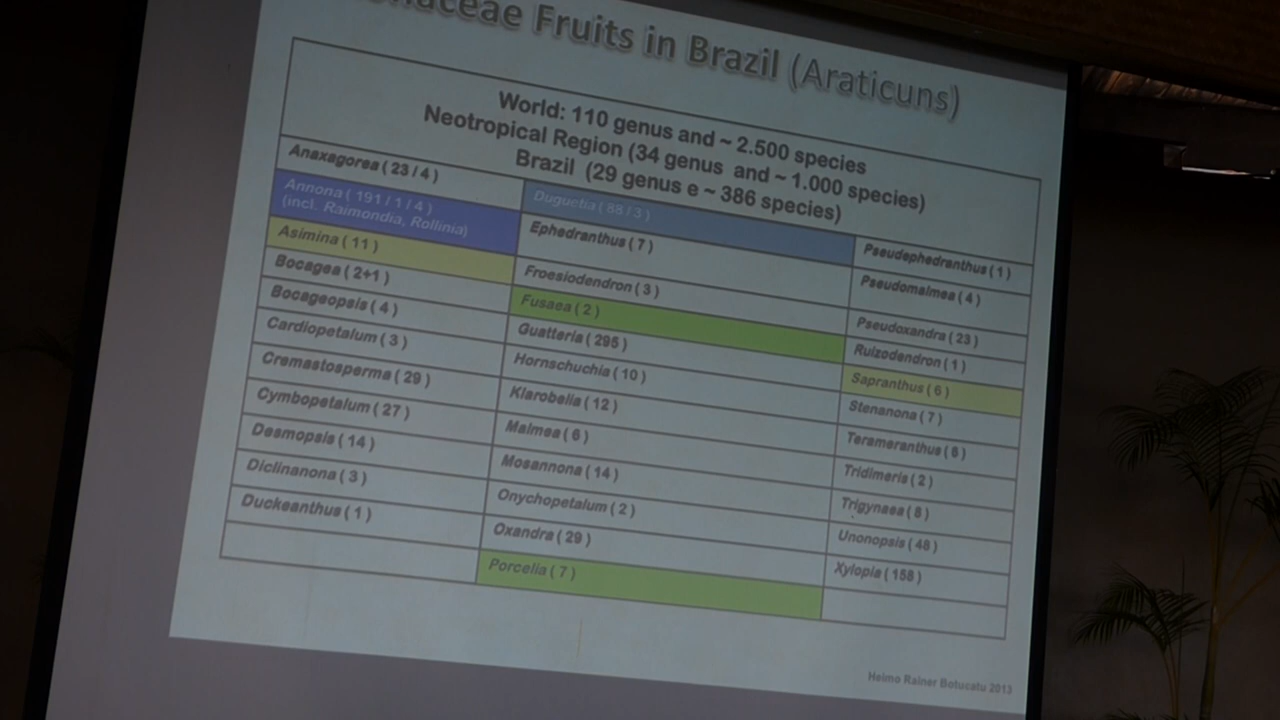 Fruits in Brazil (Araticuns)
World: 110 genus and ~ 2.500 species
Neotropical Region (34 genus and ~ 1.000 species)
Brazil (29 genus e ~ 386 species)
Anaxagorea ( 23 / 4 )
Annona ( 191 / 1 / 4 )
(incl. Raimondia, Rollinia)
Asimina ( 11 )
Bocagea ( 2+1 )
Bocageopsis ( 4 )
Cardiopetalum ( 3 )
Cremastosperma ( 29 )
Cymbopetalum ( 27 )
Desmopsis ( 14 )
Diclinanona ( 3 )
Duckeanthus ( 1 )
Duguetia ( 88 / 3 )
Ephedranthus ( 7 )
Froesiodendron ( 3 )
Fusaea ( 2 )
Guatteria ( 295 )
Hornschuchia ( 10 )
Klarobelia ( 12 )
Malmea ( 6 )
Mosannona ( 14 )
Onychopetalum ( 2 )
Oxandra ( 29 )
Porcelia ( 7 )
Pseudephedranthus ( 1 )
Pseudomalmea ( 4 )
Pseudoxandra ( 23 )
Ruizodendron ( 1 )
Sapranthus ( 6 )
Stenanona ( 7 )
Terameranthus ( 6 )
Tridimeris ( 2 )
Trigynaea ( 8 )
Unonopsis ( 48 )
Xylopia ( 158 )
Heimo Rainer Botucatu 2013